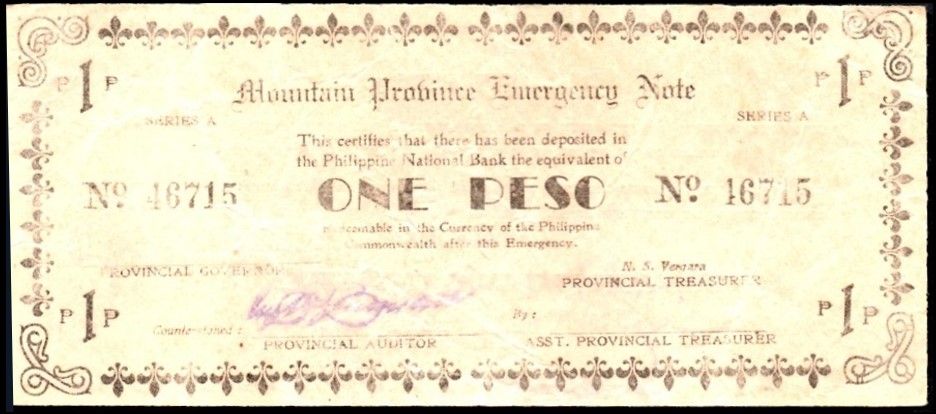 P 1 P
P 1 P
Mountain Province Emergency Note
SERIES A
SERIES A
This certifies that there has been deposited in
the Philippine National Bank the equivalent of
No 46715
ONE PESO
No 46715
redeemable in the Currency of the Philippine
Commonwealth after this Emergency.
PROVINCIAL GOVERNOR
N. S. Vergara
PROVINCIAL TREASURER
P 1 P
P 1 P
Countersigned :
By :
PROVINCIAL AUDITOR
ASST. PROVINCIAL TREASURER